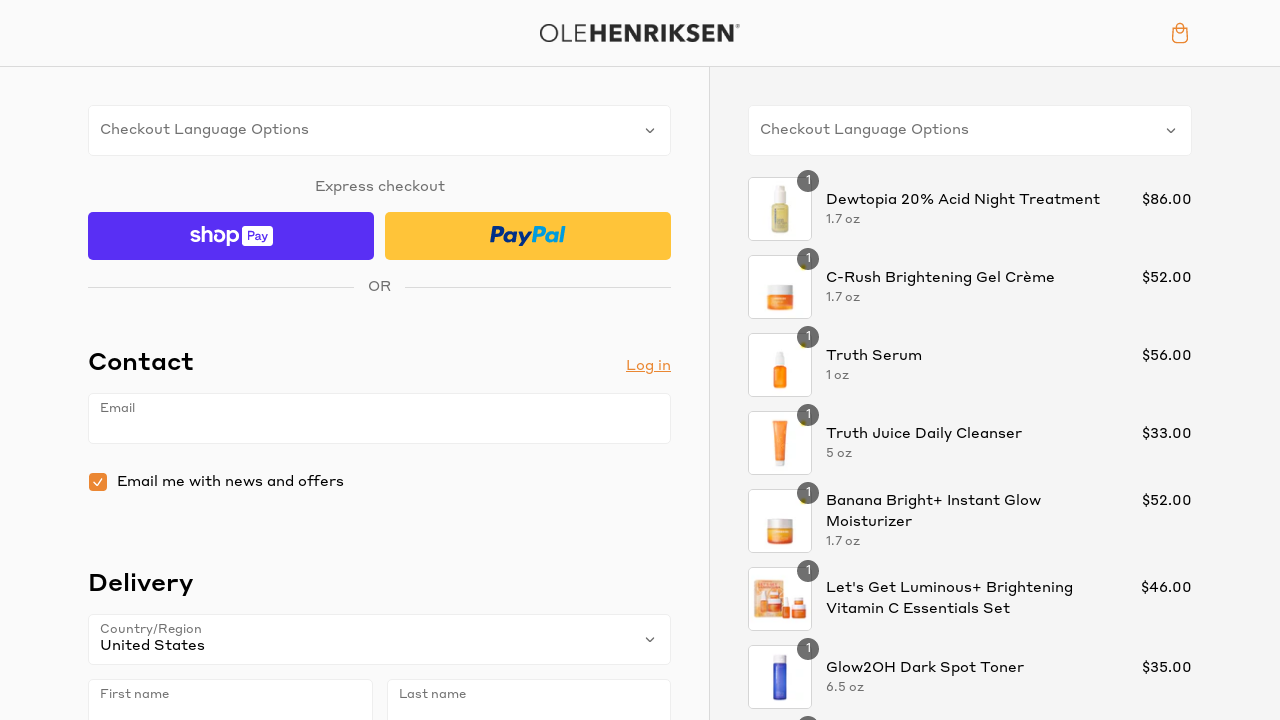 OLEHENRIKSEN®
Checkout Language Options
Express checkout
shop Pay
PayPal
OR
Contact
Log in
Email
Email me with news and offers
Delivery
Country/Region
United States
First name
Last name
Checkout Language Options
1
Dewtopia 20% Acid Night Treatment
$86.00
1.7 oz
1
C-Rush Brightening Gel Crème
$52.00
1.7 oz
1
Truth Serum
$56.00
1 oz
1
Truth Juice Daily Cleanser
$33.00
5 oz
1
Banana Bright+ Instant Glow
Moisturizer
$52.00
1.7 oz
1
Let's Get Luminous+ Brightening
Vitamin C Essentials Set
$46.00
1
Glow2OH Dark Spot Toner
$35.00
6.5 oz